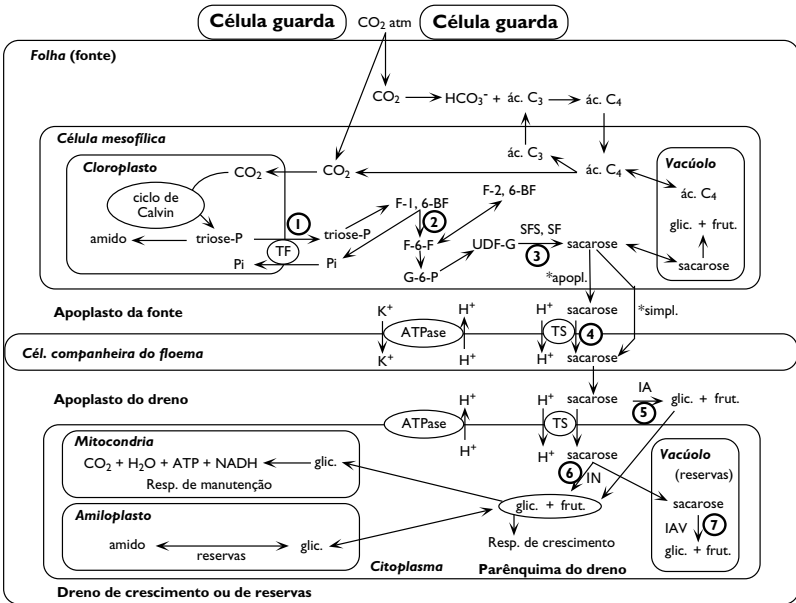 Célula guarda CO₂ atm Célula guarda
Folha (fonte)
CO₂ HCO₃⁻ + ác. C₃ ác. C₄
Célula mesofílica
Cloroplasto CO₂ CO₂ ác. C₃ ác. C₄ Vacúolo
ác. C₄
ciclo de
Calvin
F-1, 6-BF F-2, 6-BF
glic. + frut.
amido triose-P 1 triose-P 2 SFS, SF
TF F-6-F UDF-G 3 sacarose
Pi Pi G-6-P sacarose
*apopl.
*simpl.
Apoplasto da fonte K⁺ H⁺ H⁺ sacarose
ATPase TS 4
Cél. companheira do floema K⁺ H⁺ H⁺ sacarose
Apoplasto do dreno H⁺ H⁺ sacarose IA glic. + frut.
5
ATPase TS
Mitocondria H⁺ H⁺ sacarose Vacúolo
CO₂ + H₂O + ATP + NADH glic. 6 IN (reservas)
Resp. de manutenção
sacarose
glic. + frut.
Amiloplasto IAV 7
amido reservas glic. Resp. de crescimento glic. + frut.
Citoplasma Parênquima do dreno
Dreno de crescimento ou de reservas